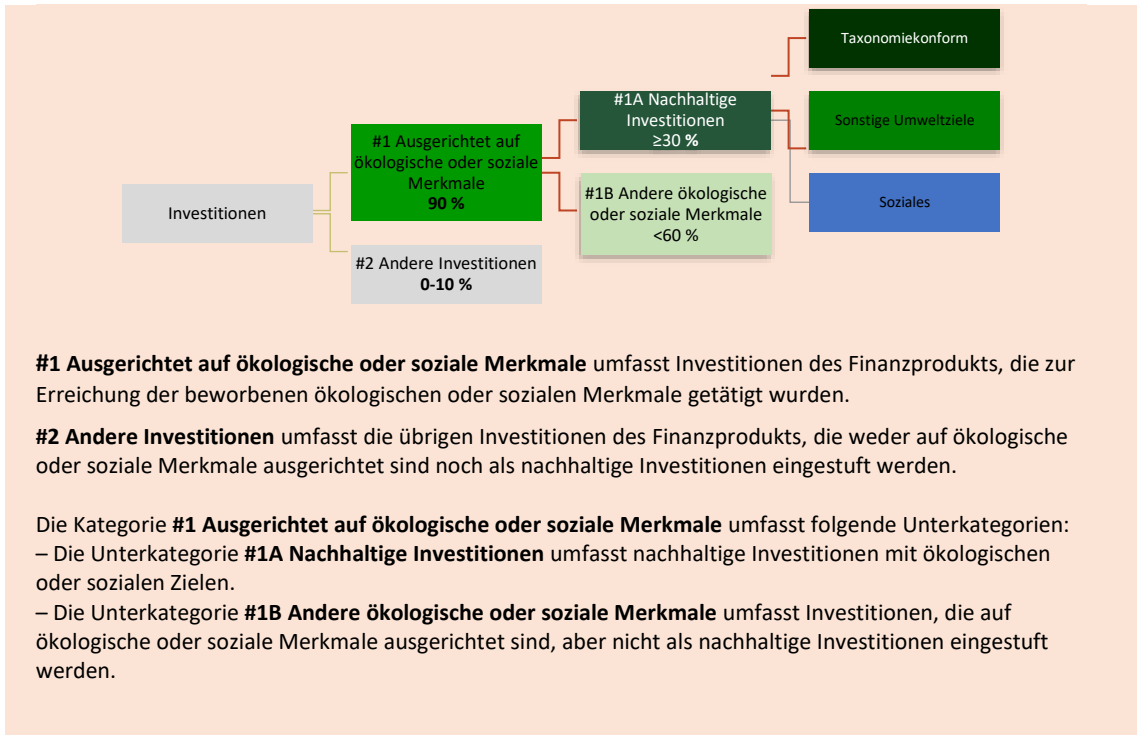 Taxonomiekonform
#1A Nachhaltige
Investitionen
≥30 %
Sonstige Umweltziele
#1 Ausgerichtet auf
ökologische oder soziale
Merkmale
90 %
#1B Andere ökologische
oder soziale Merkmale
<60 %
Soziales
Investitionen
#2 Andere Investitionen
0-10 %
#1 Ausgerichtet auf ökologische oder soziale Merkmale umfasst Investitionen des Finanzprodukts, die zur
Erreichung der beworbenen ökologischen oder sozialen Merkmale getätigt wurden.
#2 Andere Investitionen umfasst die übrigen Investitionen des Finanzprodukts, die weder auf ökologische
oder soziale Merkmale ausgerichtet sind noch als nachhaltige Investitionen eingestuft werden.
Die Kategorie #1 Ausgerichtet auf ökologische oder soziale Merkmale umfasst folgende Unterkategorien:
– Die Unterkategorie #1A Nachhaltige Investitionen umfasst nachhaltige Investitionen mit ökologischen
oder sozialen Zielen.
– Die Unterkategorie #1B Andere ökologische oder soziale Merkmale umfasst Investitionen, die auf
ökologische oder soziale Merkmale ausgerichtet sind, aber nicht als nachhaltige Investitionen eingestuft
werden.